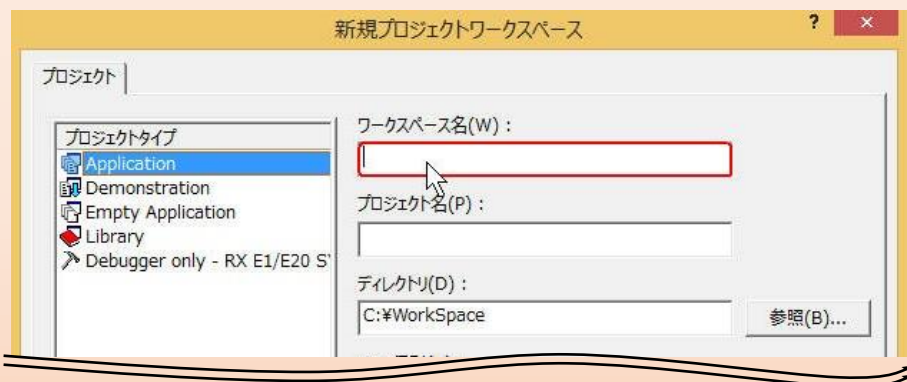 新規プロジェクトワークスペース
?
×
プロジェクト
プロジェクトタイプ
Application
Demonstration
Empty Application
Library
Debugger only - RX E1/E20 S
ワークスペース名(W) :
プロジェクト名(P) :
ディレクトリ(D) :
C:¥WorkSpace
参照(B)...